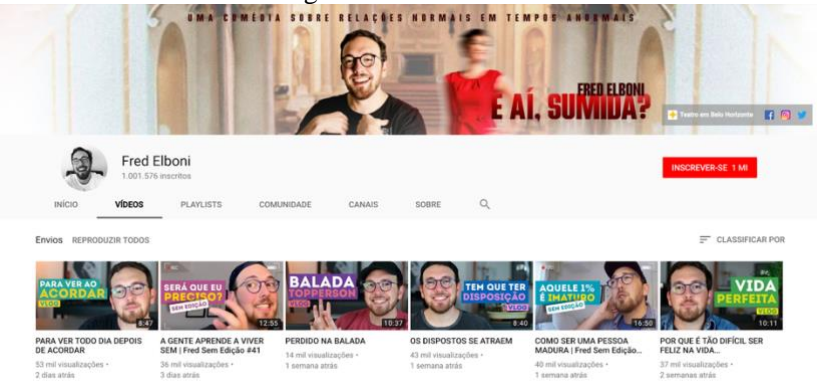 UMA COMÉDIA SOBRE RELAÇÕES NORMAIS EM TEMPOS ANORMAIS
FRED ELBONI
E AÍ, SUMIDA?
Teatro em Belo Horizonte
Fred Elboni
1.001.576 inscritos
INSCREVER-SE 1 MI
INÍCIO VÍDEOS PLAYLISTS COMUNIDADE CANAIS SOBRE
Envios REPRODUZIR TODOS CLASSIFICAR POR
PARA VER AO
ACORDAR
VLOG
8:47
SERÁ QUE EU
PRECISO?
SEM EDIÇÃO
12:55
BALADA
TOPPERSON
VLOG
10:37
TEM QUE TER
DISPOSIÇÃO
VLOG
8:40
AQUELE 1%
É IMATURO
SEM EDIÇÃO
16:50
VIDA
PERFEITA
VLOG
10:11
PARA VER TODO DIA DEPOIS
DE ACORDAR
53 mil visualizações •
2 dias atrás
A GENTE APRENDE A VIVER
SEM | Fred Sem Edição #41
36 mil visualizações •
3 dias atrás
PERDIDO NA BALADA
14 mil visualizações •
1 semana atrás
OS DISPOSTOS SE ATRAEM
43 mil visualizações •
1 semana atrás
COMO SER UMA PESSOA
MADURA | Fred Sem Edição...
40 mil visualizações •
1 semana atrás
POR QUE É TÃO DIFÍCIL SER
FELIZ NA VIDA...
37 mil visualizações •
2 semanas atrás